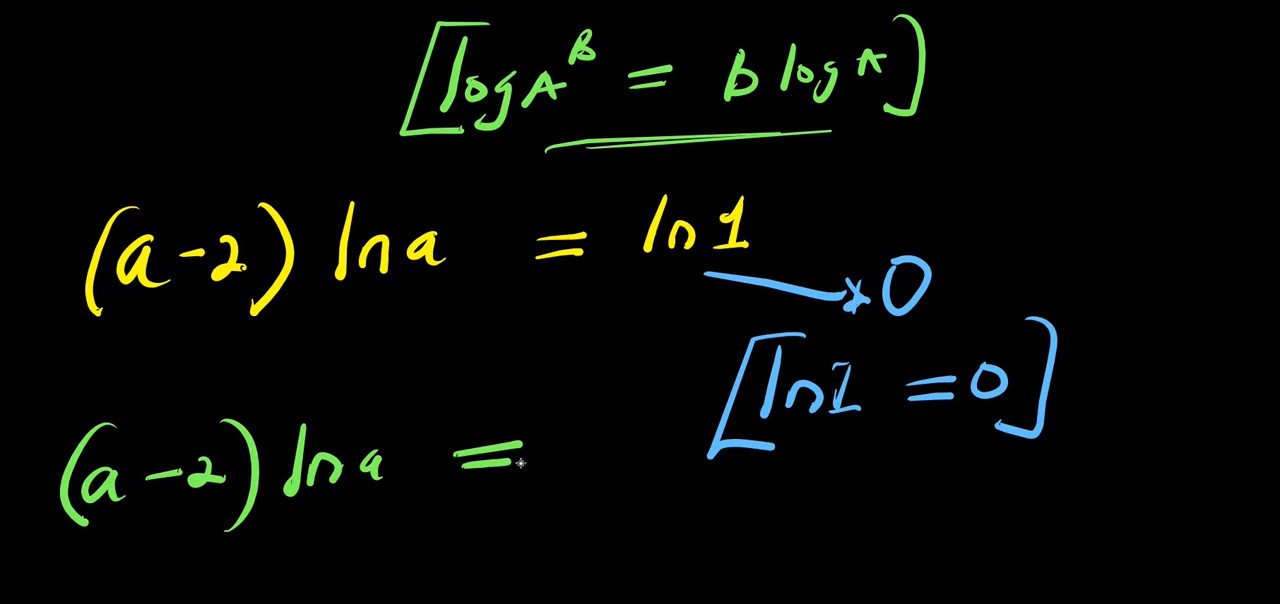 [log A^B = b log A]
(a-2) ln a = ln 1
0
[ln 1 = 0]
(a-2) ln a =